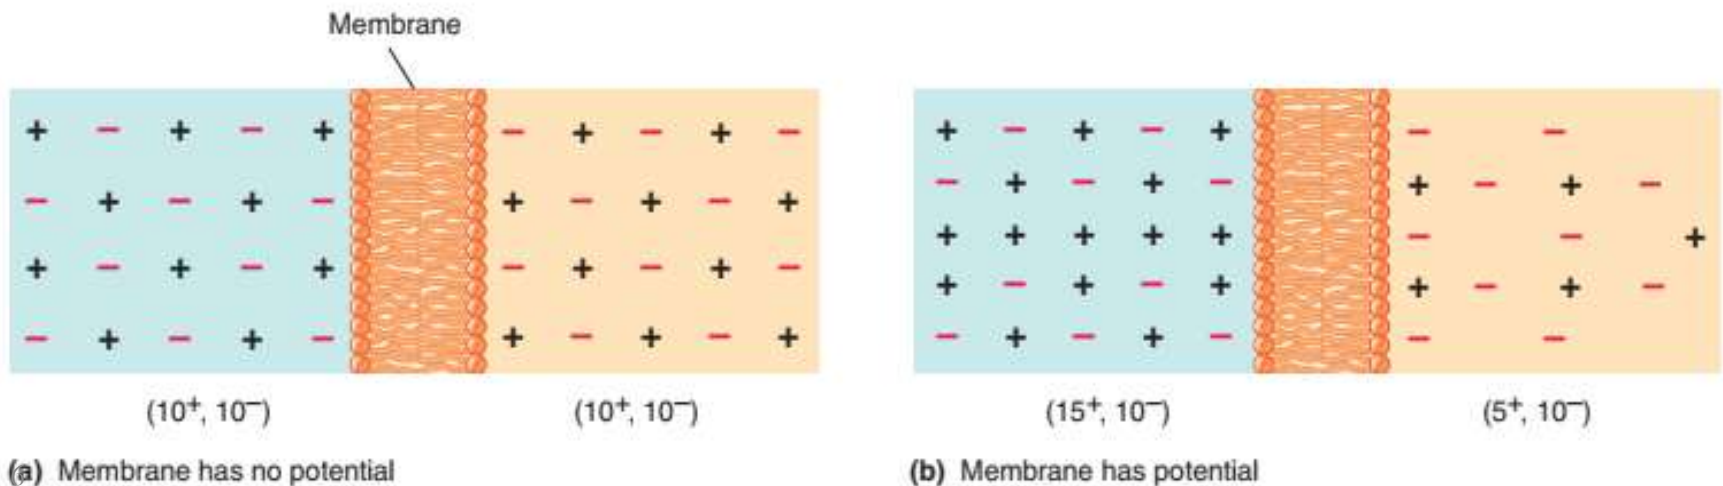 Membrane
(10⁺, 10⁻)
(10⁺, 10⁻)
(a) Membrane has no potential
(15⁺, 10⁻)
(5⁺, 10⁻)
(b) Membrane has potential